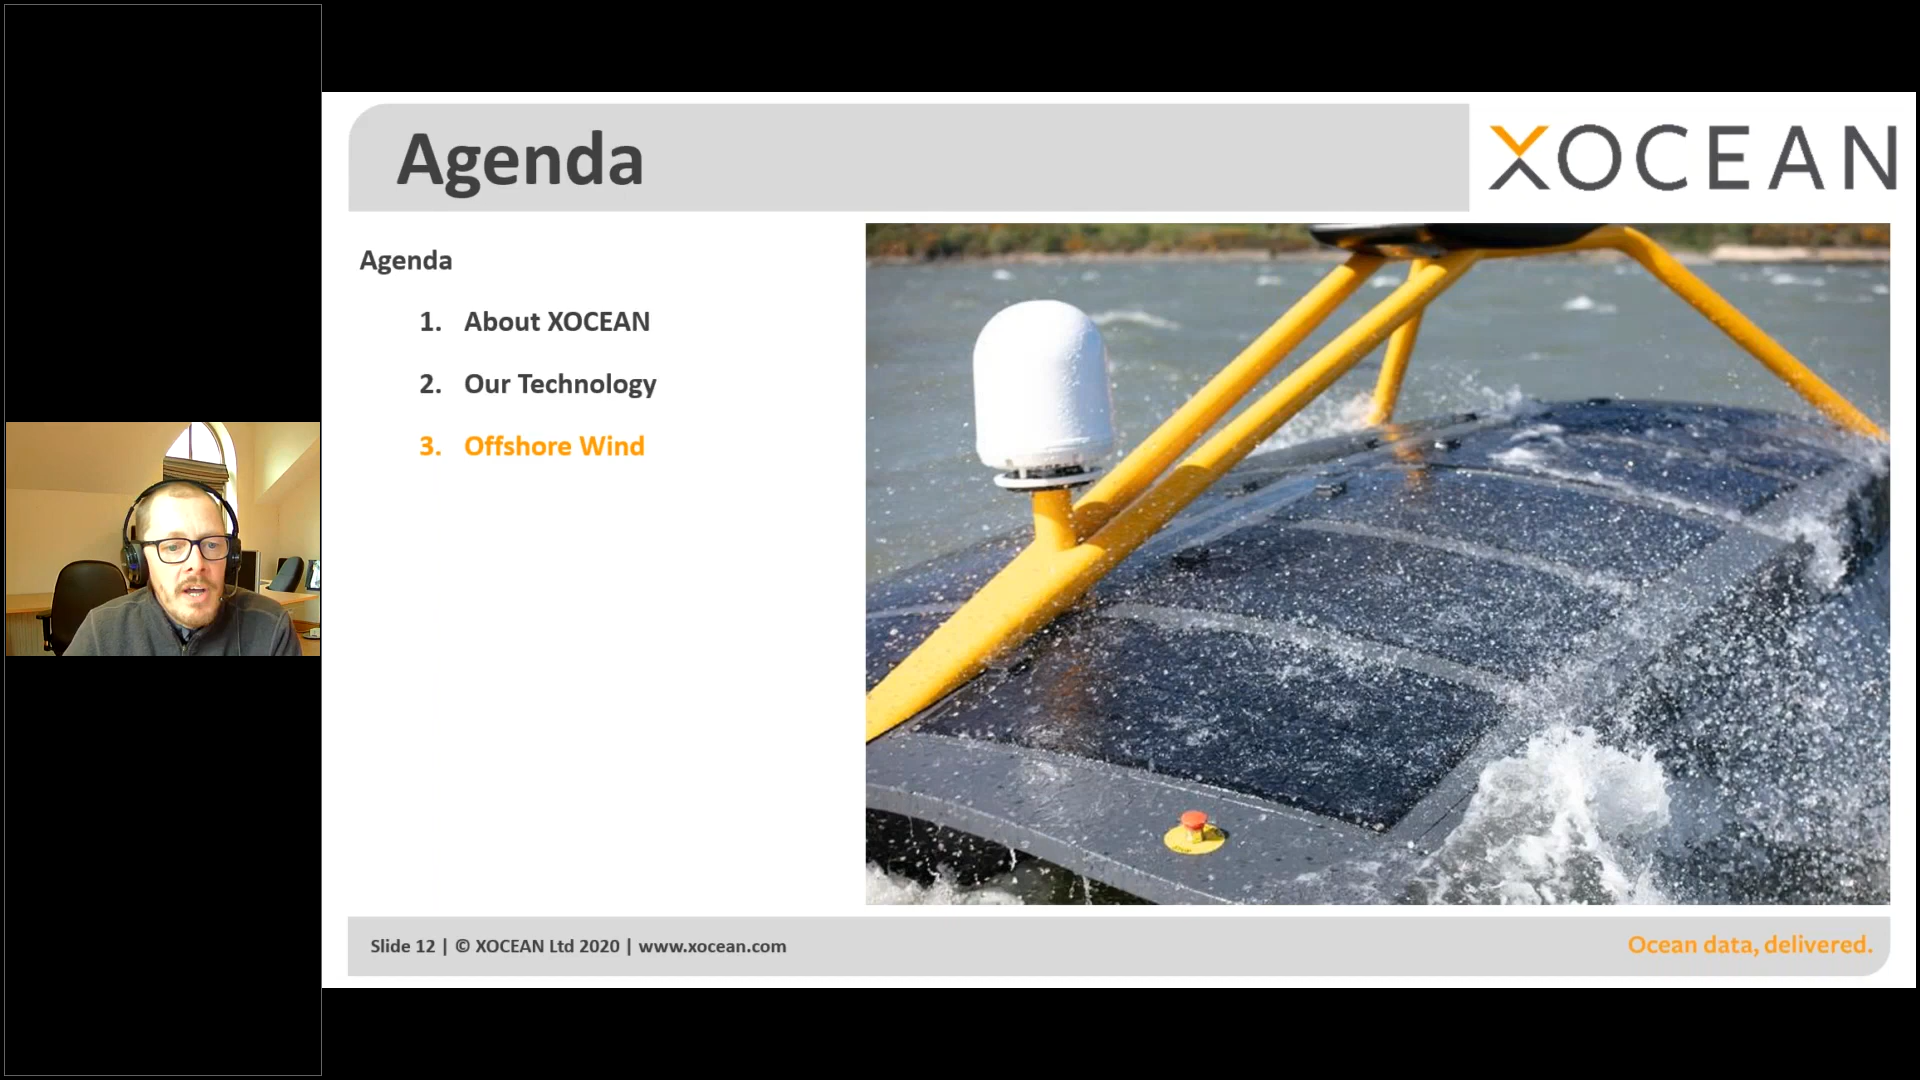 Agenda
XOCEAN
Agenda
1. About XOCEAN
2. Our Technology
3. Offshore Wind
Slide 12 | © XOCEAN Ltd 2020 | www.xocean.com
Ocean data, delivered.